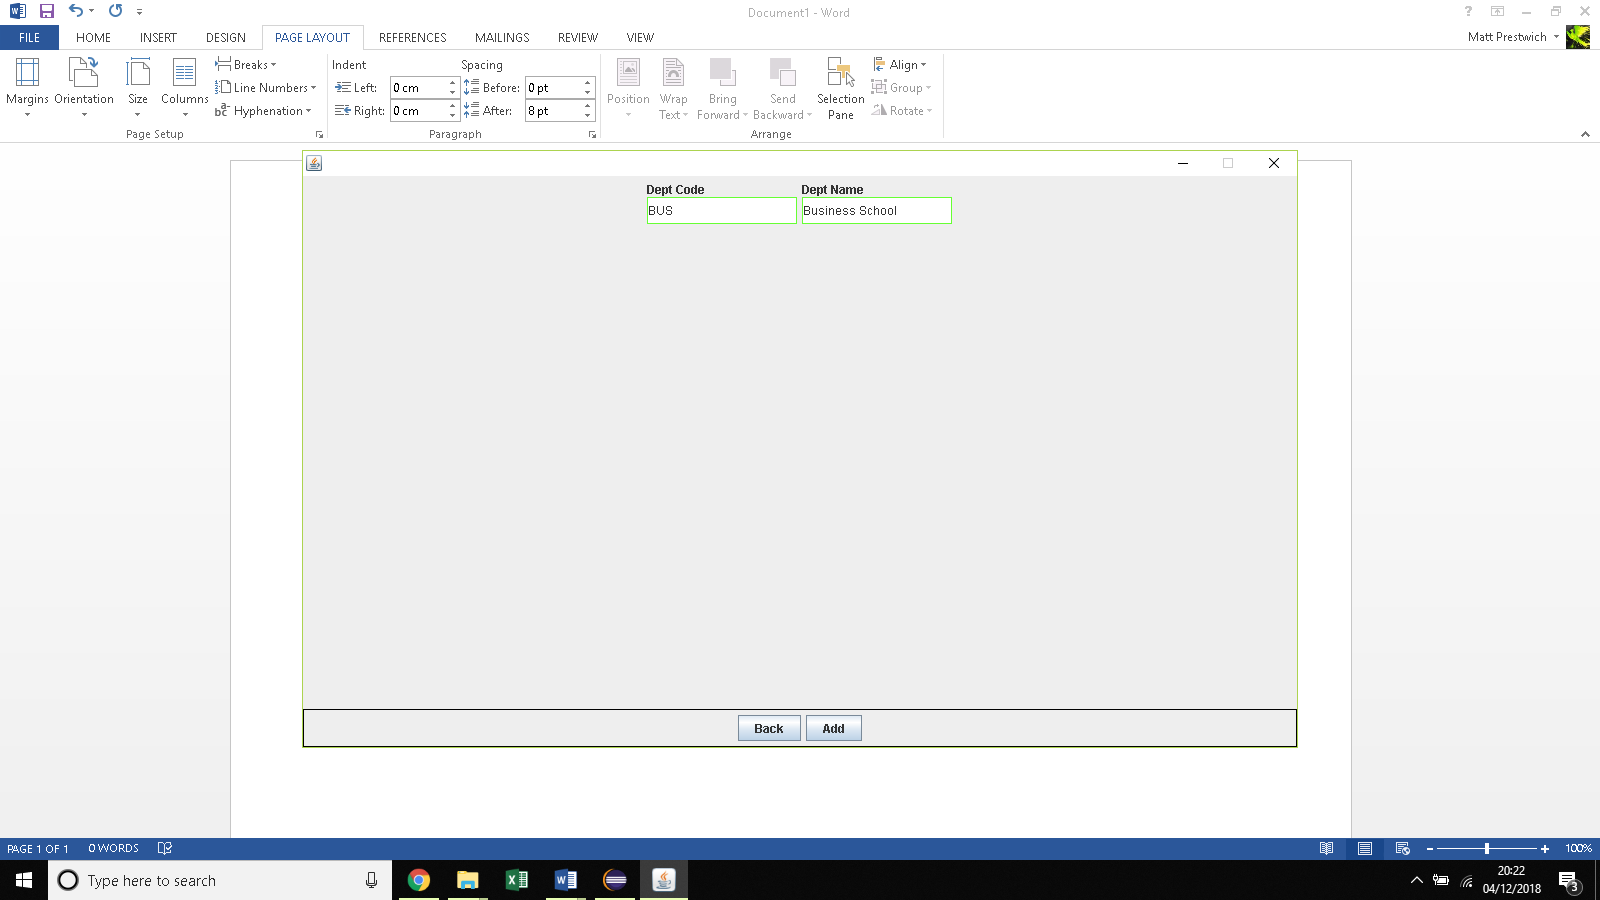 Document1 - Word
FILE HOME INSERT DESIGN PAGE LAYOUT REFERENCES MAILINGS REVIEW VIEW
Matt Prestwich
Margins
Orientation
Size
Columns
Breaks
Line Numbers
Hyphenation
Page Setup
Indent
Left: 0 cm
Right: 0 cm
Spacing
Before: 0 pt
After: 8 pt
Paragraph
Position
Wrap
Text
Bring
Forward
Send
Backward
Selection
Pane
Align
Group
Rotate
Arrange
Dept Code Dept Name
BUS Business School
Back Add
PAGE 1 OF 1 0 WORDS
100%
Type here to search
20:22
04/12/2018
3